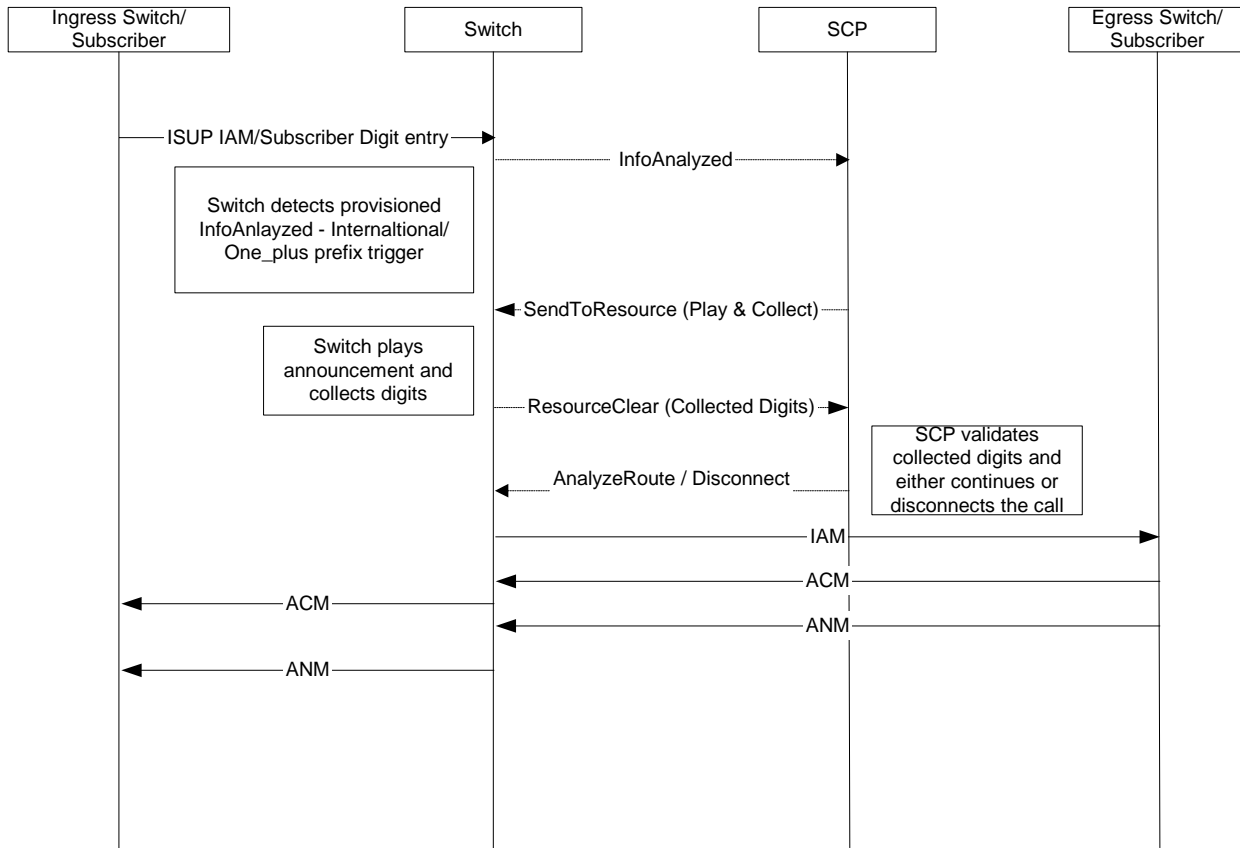 Ingress Switch/
Subscriber
Switch
SCP
Egress Switch/
Subscriber
ISUP IAM/Subscriber Digit entry
InfoAnalyzed
Switch detects provisioned
InfoAnlayzed - Internaltional/
One_plus prefix trigger
SendToResource (Play & Collect)
Switch plays
announcement and
collects digits
ResourceClear (Collected Digits)
SCP validates
collected digits and
either continues or
disconnects the call
AnalyzeRoute / Disconnect
IAM
ACM
ACM
ANM
ANM